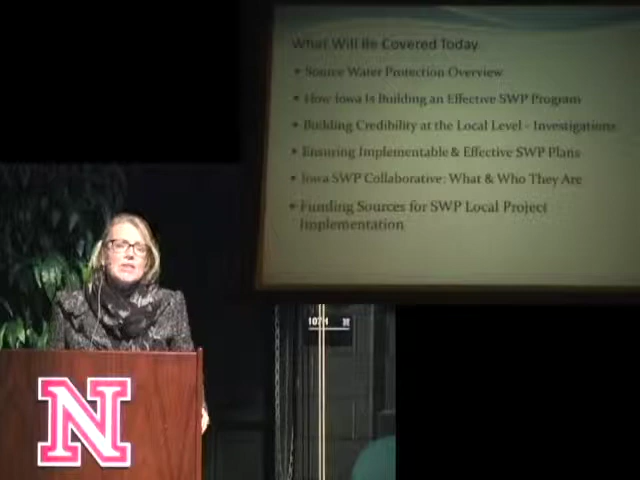 What Will Be Covered Today
• Source Water Protection Overview
• How Iowa Is Building an Effective SWP Program
• Building Credibility at the Local Level - Investigations
• Ensuring Implementable & Effective SWP Plans
• Iowa SWP Collaborative: What & Who They Are
• Funding Sources for SWP Local Project
Implementation
107H
N